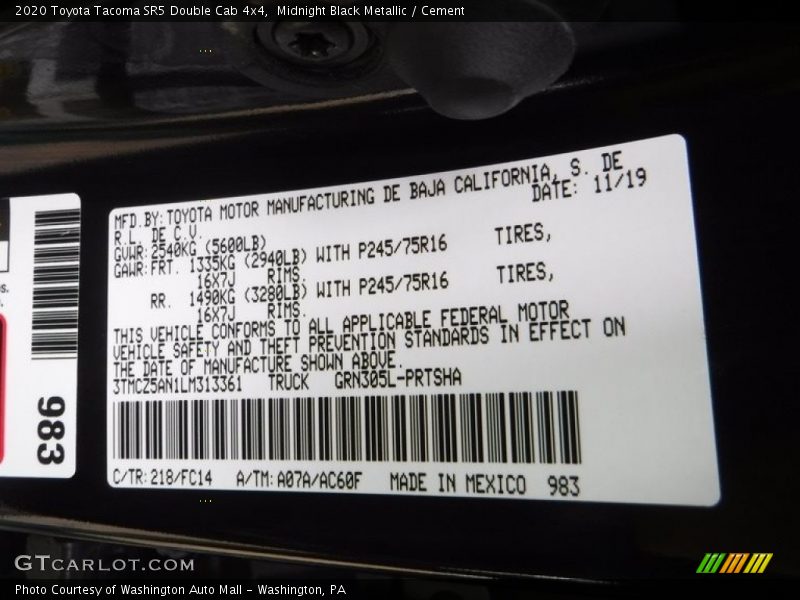 2020 Toyota Tacoma SR5 Double Cab 4x4,  Midnight Black Metallic / Cement
MFD.BY:TOYOTA MOTOR MANUFACTURING DE BAJA CALIFORNIA, S. DE
R.L. DE C.V. DATE: 11/19
GVWR:2540KG (5600LB)
GAWR:FRT. 1335KG (2940LB) WITH P245/75R16 TIRES,
16X7J RIMS.
RR. 1490KG (3280LB) WITH P245/75R16 TIRES,
16X7J RIMS.
THIS VEHICLE CONFORMS TO ALL APPLICABLE FEDERAL MOTOR
VEHICLE SAFETY AND THEFT PREVENTION STANDARDS IN EFFECT ON
THE DATE OF MANUFACTURE SHOWN ABOVE.
3TMCZ5AN1LM313361 TRUCK GRN305L-PRTSHA
C/TR:218/FC14 A/TM:A07A/AC60F MADE IN MEXICO 983
983
GTCARLOT.COM
Photo Courtesy of Washington Auto Mall - Washington, PA